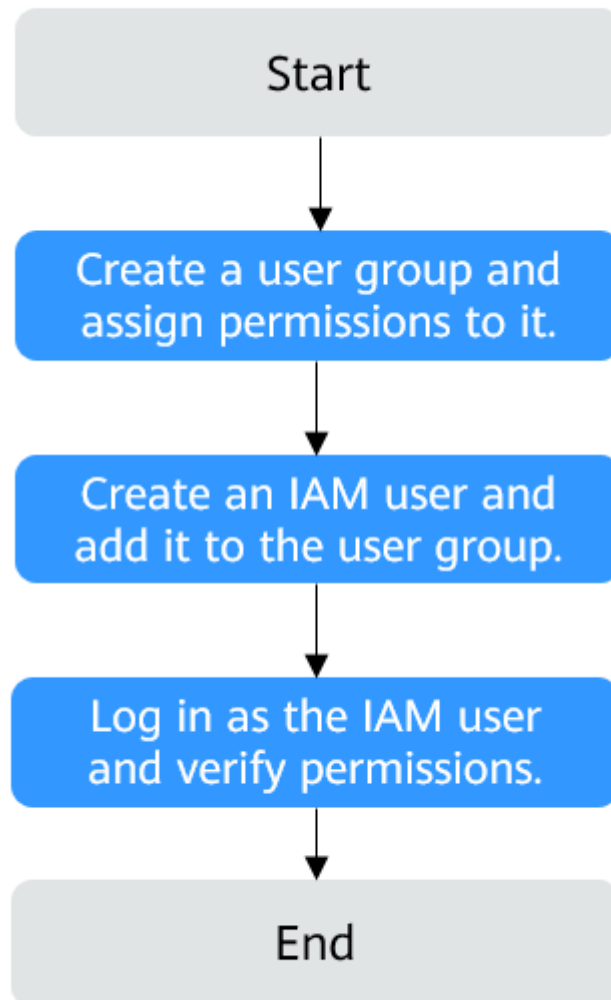 Start
Create a user group and
assign permissions to it.
Create an IAM user and
add it to the user group.
Log in as the IAM user
and verify permissions.
End